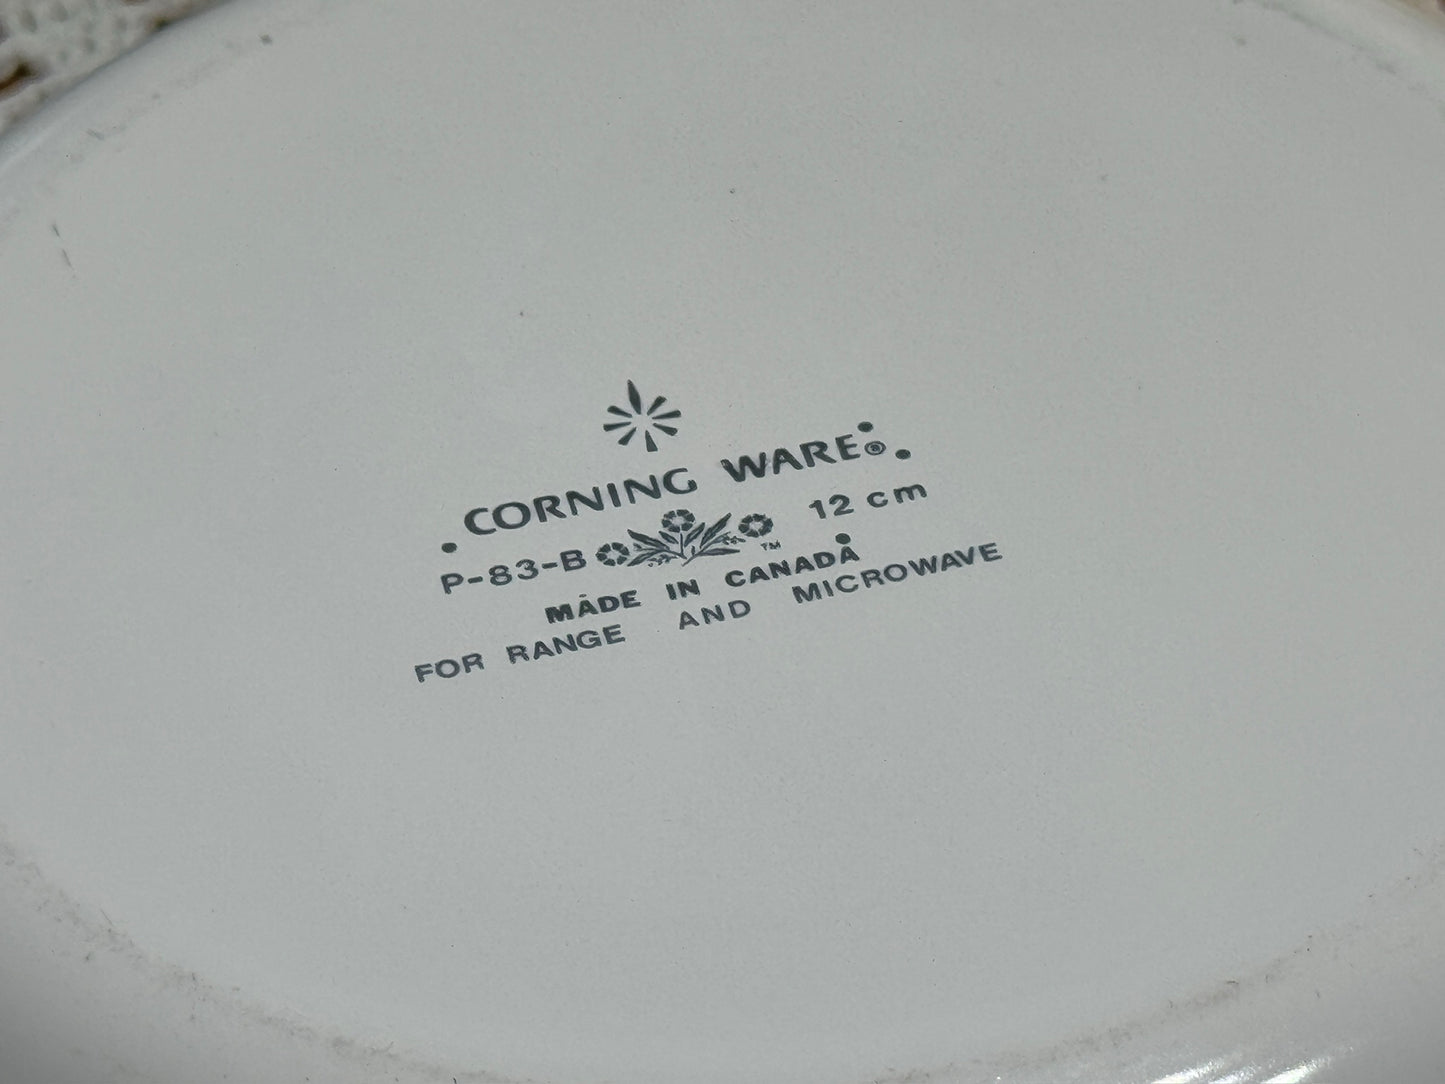 CORNING WARE®
P-83-B ™ 12 cm
MADE IN CANADA
FOR RANGE AND MICROWAVE